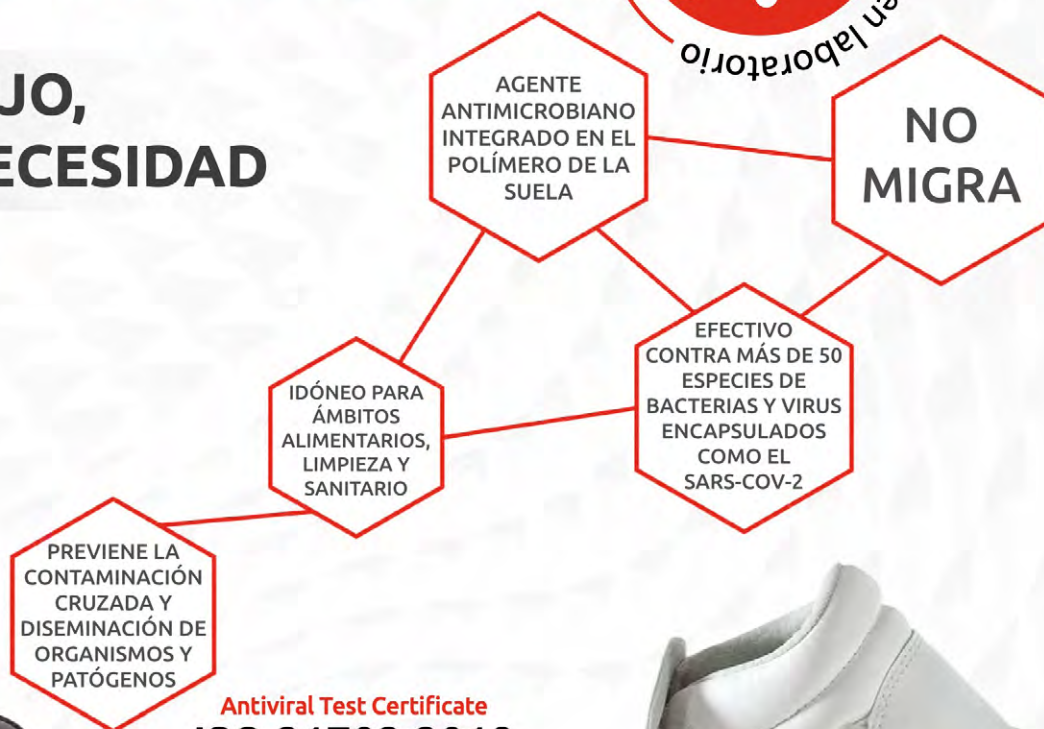 en laboratorio
JO,
ECESIDAD
AGENTE
ANTIMICROBIANO
INTEGRADO EN EL
POLÍMERO DE LA
SUELA
NO
MIGRA
EFECTIVO
CONTRA MÁS DE 50
ESPECIES DE
BACTERIAS Y VIRUS
ENCAPSULADOS
COMO EL
SARS-COV-2
IDÓNEO PARA
ÁMBITOS
ALIMENTARIOS,
LIMPIEZA Y
SANITARIO
PREVIENE LA
CONTAMINACIÓN
CRUZADA Y
DISEMINACIÓN DE
ORGANISMOS Y
PATÓGENOS
Antiviral Test Certificate